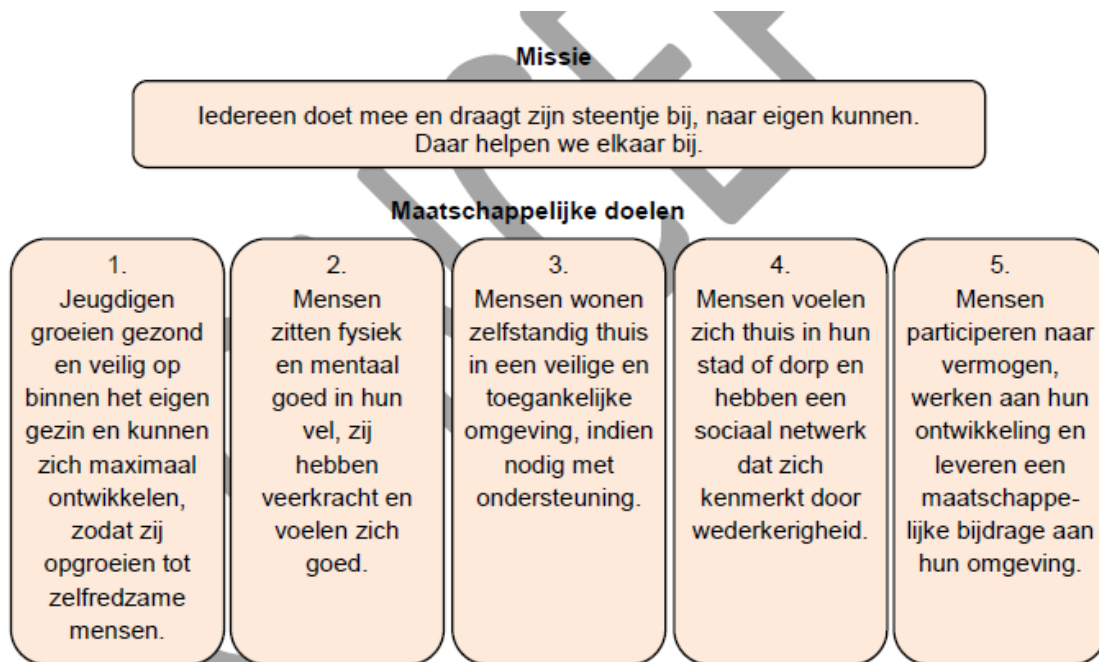 Missie
Iedereen doet mee en draagt zijn steentje bij, naar eigen kunnen.
Daar helpen we elkaar bij.
Maatschappelijke doelen
1.
Jeugdigen
groeien gezond
en veilig op
binnen het eigen
gezin en kunnen
zich maximaal
ontwikkelen,
zodat zij
opgroeien tot
zelfredzame
mensen.
2.
Mensen
zitten fysiek
en mentaal
goed in hun
vel, zij
hebben
veerkracht en
voelen zich
goed.
3.
Mensen wonen
zelfstandig thuis
in een veilige en
toegankelijke
omgeving, indien
nodig met
ondersteuning.
4.
Mensen voelen
zich thuis in hun
stad of dorp en
hebben een
sociaal netwerk
dat zich
kenmerkt door
wederkerigheid.
5.
Mensen
participeren naar
vermogen,
werken aan hun
ontwikkeling en
leveren een
maatschappe-
lijke bijdrage aan
hun omgeving.